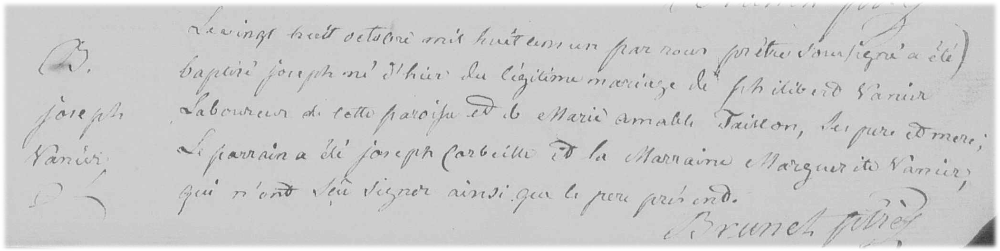 B.
joseph
Vanier
Le vingt huit octobre mil huit cens un par nous prêtre soussigné a été
baptisé joseph né d'hier du légitime mariage de philibert Vanier
Laboureur de cette paroisse et de Marie amable Taillon, ses pere et mere;
Le parrain a été joseph Corbeille et la Marraine Marguerite Vanier,
qui n'ont sçu signer ainsi que le pere présent.
Brunet ptre